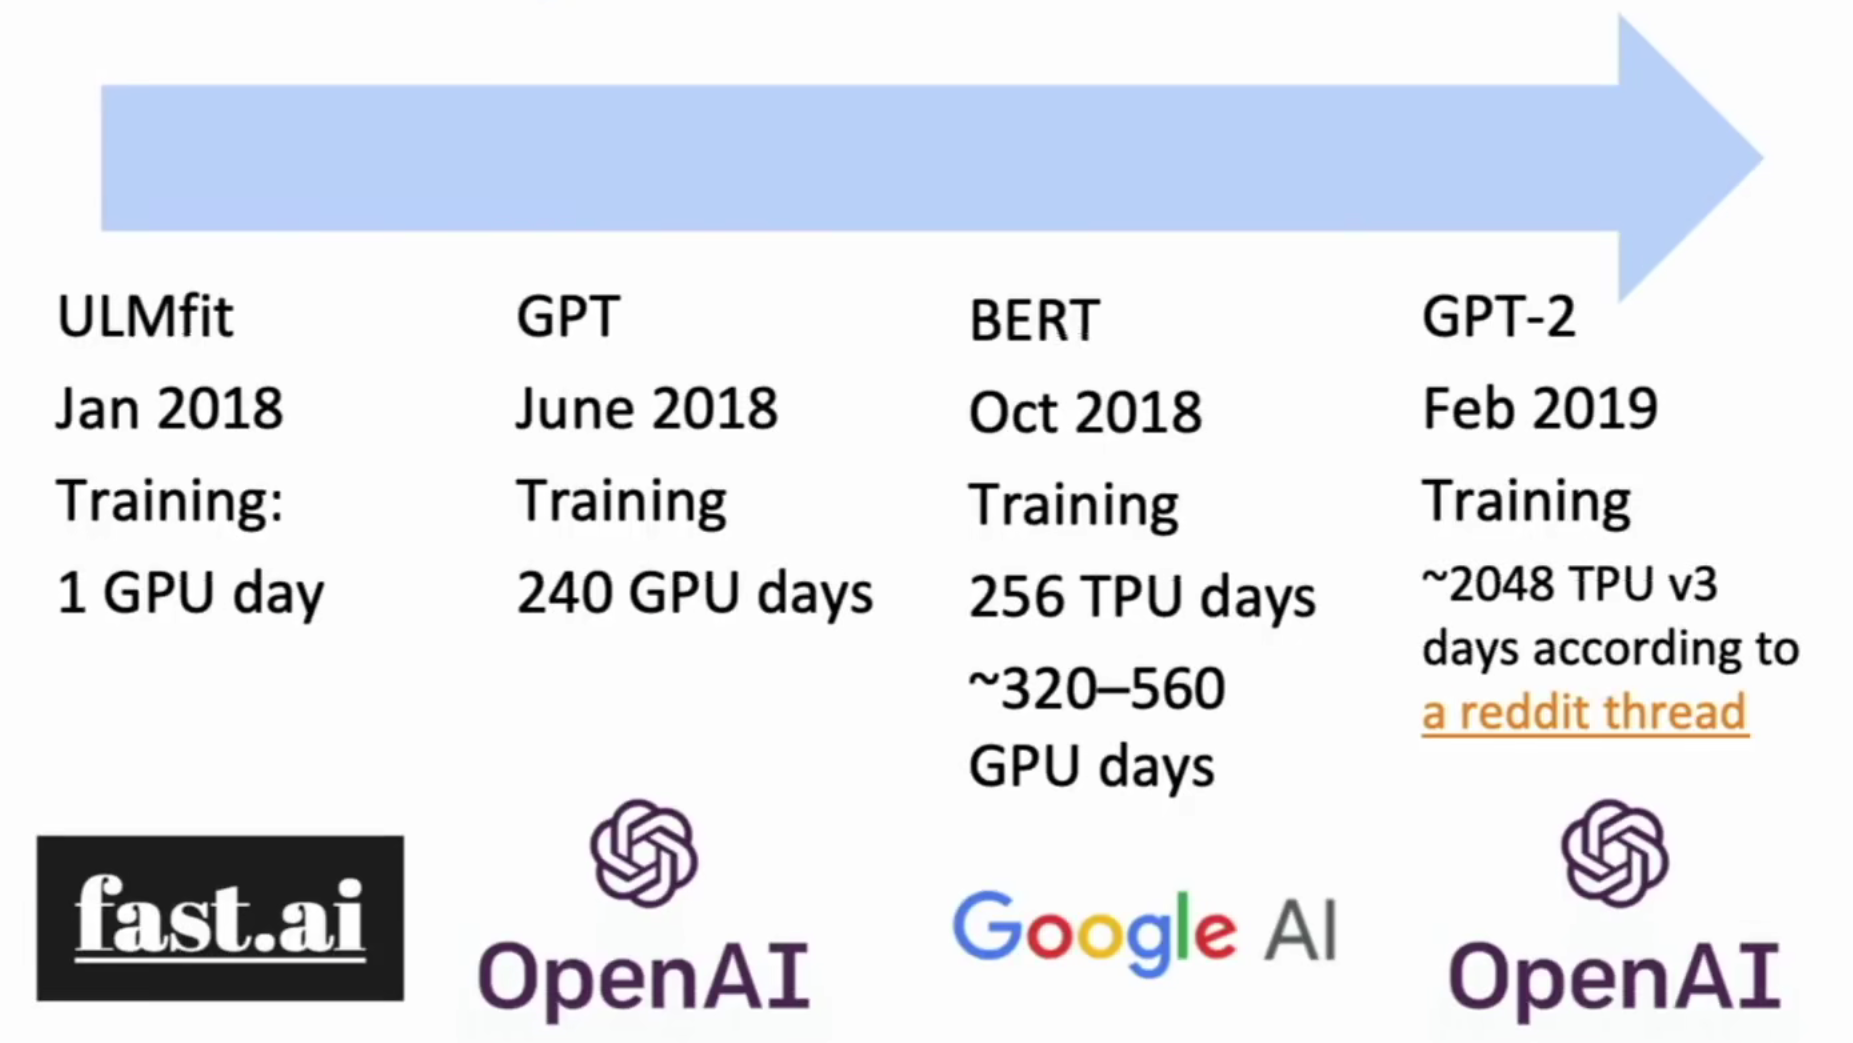 ULMfit
Jan 2018
Training:
1 GPU day
fast.ai
GPT
June 2018
Training
240 GPU days
OpenAI
BERT
Oct 2018
Training
256 TPU days
~320–560
GPU days
Google AI
GPT-2
Feb 2019
Training
~2048 TPU v3
days according to
a reddit thread
OpenAI